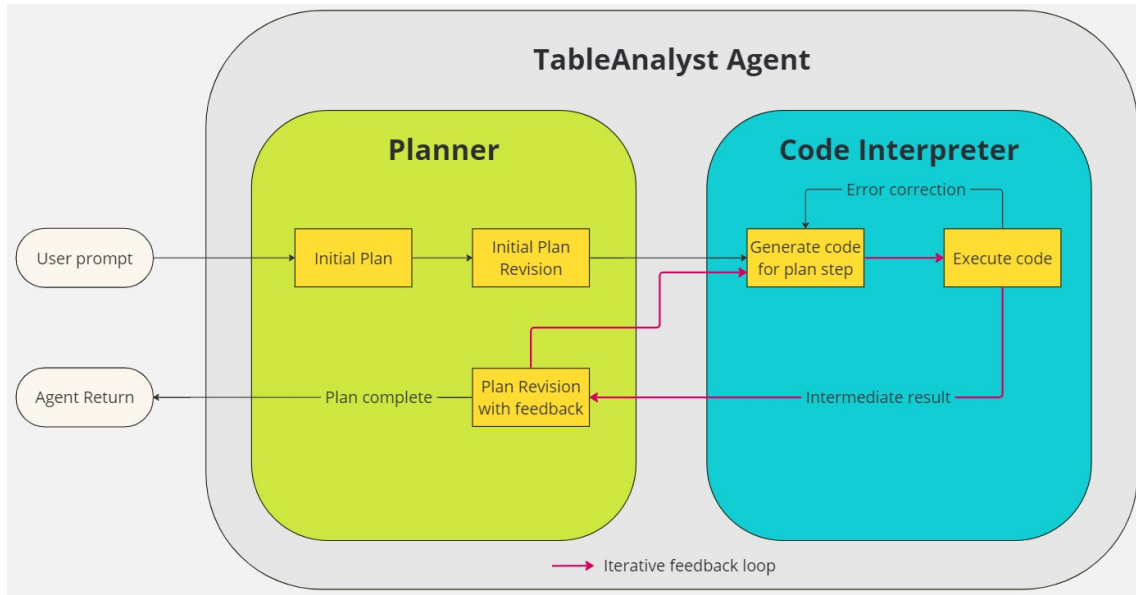 TableAnalyst Agent
Planner
Code Interpreter
Error correction
User prompt
Initial Plan
Initial Plan
Revision
Generate code
for plan step
Execute code
Agent Return
Plan complete
Plan Revision
with feedback
Intermediate result
Iterative feedback loop